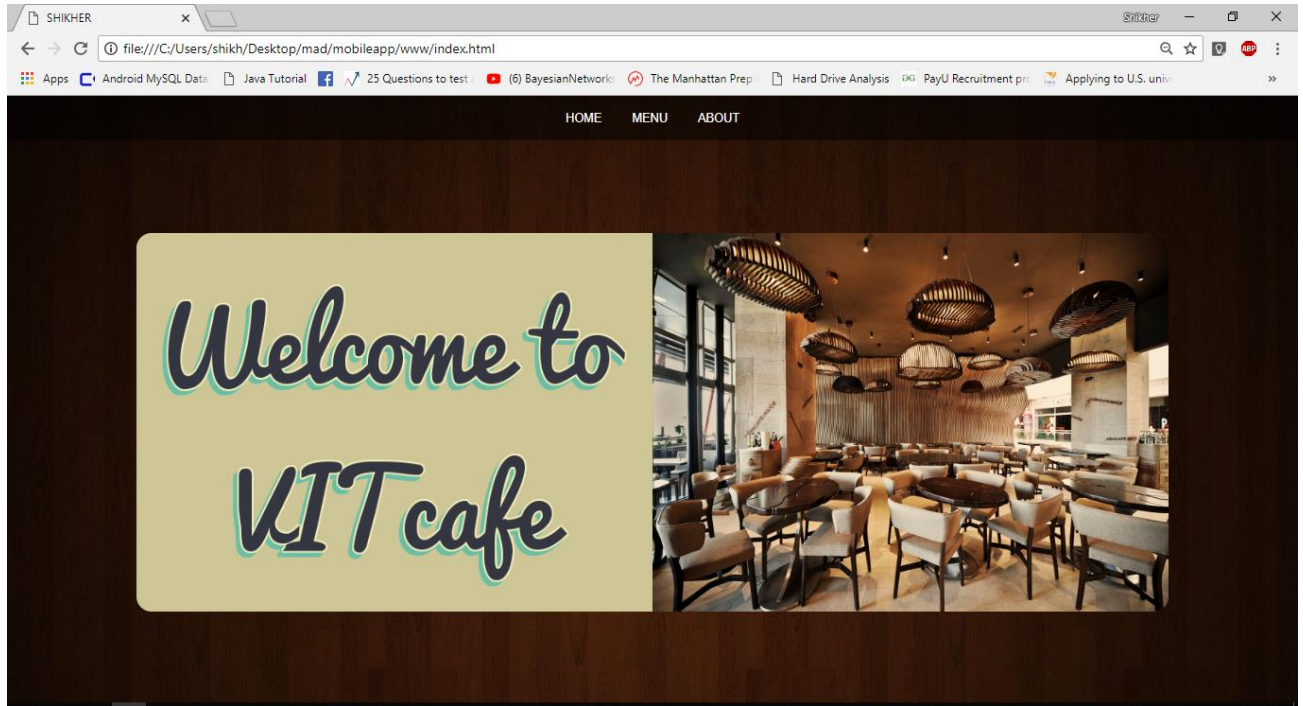 SHIKHER
Shikher
file:///C:/Users/shikh/Desktop/mad/mobileapp/www/index.html
ABP
Apps Android MySQL Data Java Tutorial 25 Questions to test (6) BayesianNetworks The Manhattan Prep Hard Drive Analysis DG PayU Recruitment pro Applying to U.S. univ
HOME MENU ABOUT
Welcome to
VIT cafe